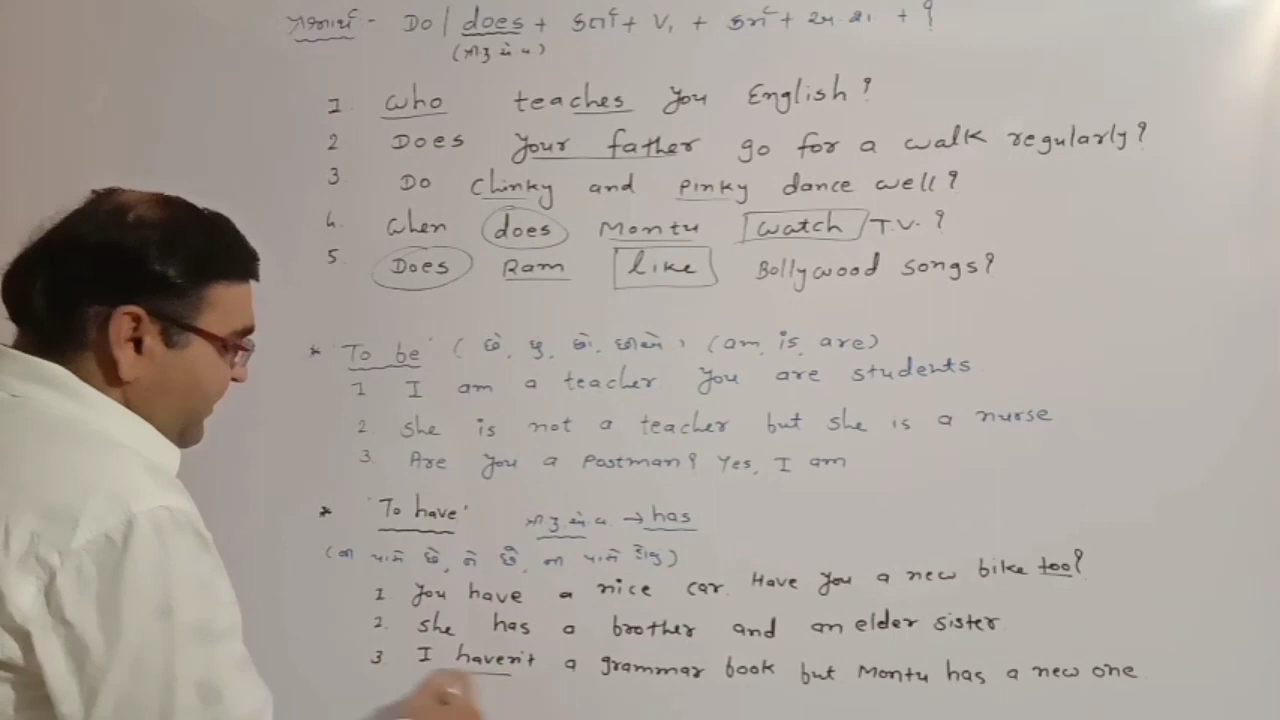 પ્રશ્નાર્થ - Do | does + કર્તા + V1 + કર્મ + અ.શ. + ?
(ત્રી.પુ.એ.વ)
1. Who teaches you English?
2 Does your father go for a walk regularly?
3. Do Chinky and Pinky dance well?
4. When does Montu watch T.V.?
5. Does Ram like Bollywood songs?
* 'To be' (છે, છું, છો, છીએ) (am, is, are)
1 I am a teacher you are students
2 she is not a teacher but she is a nurse
3. Are you a Postman? Yes, I am
* 'To have' ત્રી.પુ.એ.વ. → has
(ની પાસે છે, ને છે, ની પાસે હોવું)
1 you have a nice car. Have you a new bike too?
2. she has a brother and an elder sister
3 I haven't a grammar book but Montu has a new one